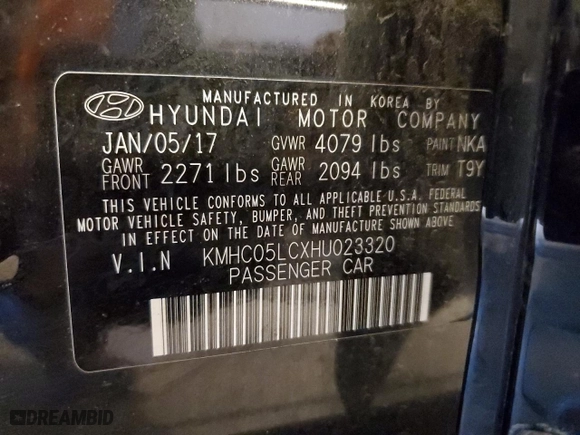 MANUFACTURED IN KOREA BY
HYUNDAI MOTOR COMPANY
JAN/05/17 GVWR 4079 lbs PAINT NKA
GAWR FRONT 2271 lbs GAWR REAR 2094 lbs TRIM T9Y
THIS VEHICLE CONFORMS TO ALL APPLICABLE U.S.A. FEDERAL
MOTOR VEHICLE SAFETY, BUMPER, AND THEFT PREVENTION STANDARDS
IN EFFECT ON THE DATE OF MANUFACTURE SHOWN ABOVE.
V.I.N KMHC05LCXHU023320
PASSENGER CAR
DREAMBID